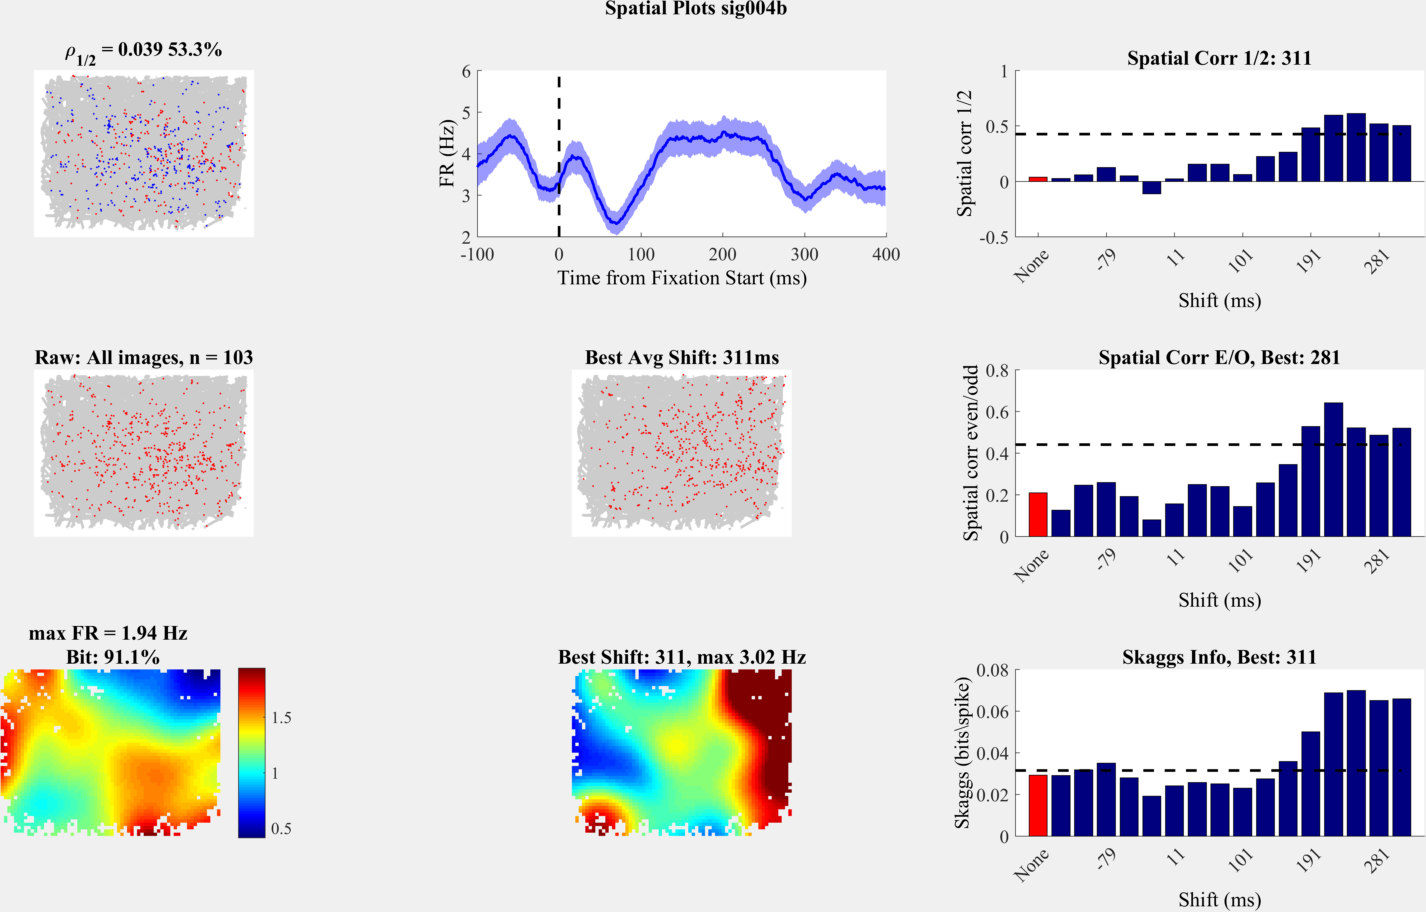 Spatial Plots sig004b
ρ1/2 = 0.039 53.3%
6
5
4
3
2
FR (Hz)
-100
0
100
200
300
400
Time from Fixation Start (ms)
Spatial Corr 1/2: 311
1
0.5
0
-0.5
Spatial corr 1/2
None
-79
11
101
191
281
Shift (ms)
Raw: All images, n = 103
Best Avg Shift: 311ms
Spatial Corr E/O, Best: 281
0.8
0.6
0.4
0.2
0
Spatial corr even/odd
None
-79
11
101
191
281
Shift (ms)
max FR = 1.94 Hz
Bit: 91.1%
1.5
1
0.5
Best Shift: 311, max 3.02 Hz
Skaggs Info, Best: 311
0.08
0.06
0.04
0.02
0
Skaggs (bits\spike)
None
-79
11
101
191
281
Shift (ms)